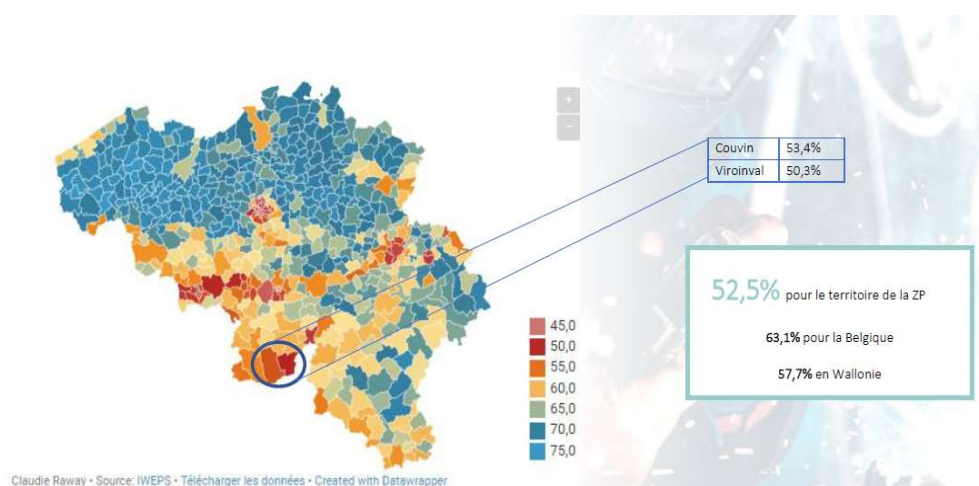 +
−
Couvin 53,4%
Viroinval 50,3%
52,5% pour le territoire de la ZP
63,1% pour la Belgique
57,7% en Wallonie
45,0
50,0
55,0
60,0
65,0
70,0
75,0
Claudie Raway • Source: IWEPS • Télécharger les données • Created with Datawrapper